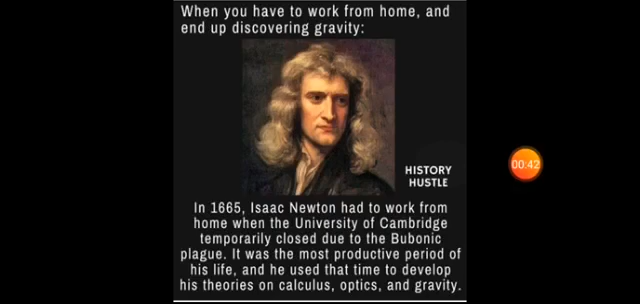 When you have to work from home, and
end up discovering gravity:
HISTORY
HUSTLE
00:42
In 1665, Isaac Newton had to work from
home when the University of Cambridge
temporarily closed due to the Bubonic
plague. It was the most productive period of
his life, and he used that time to develop
his theories on calculus, optics, and gravity.